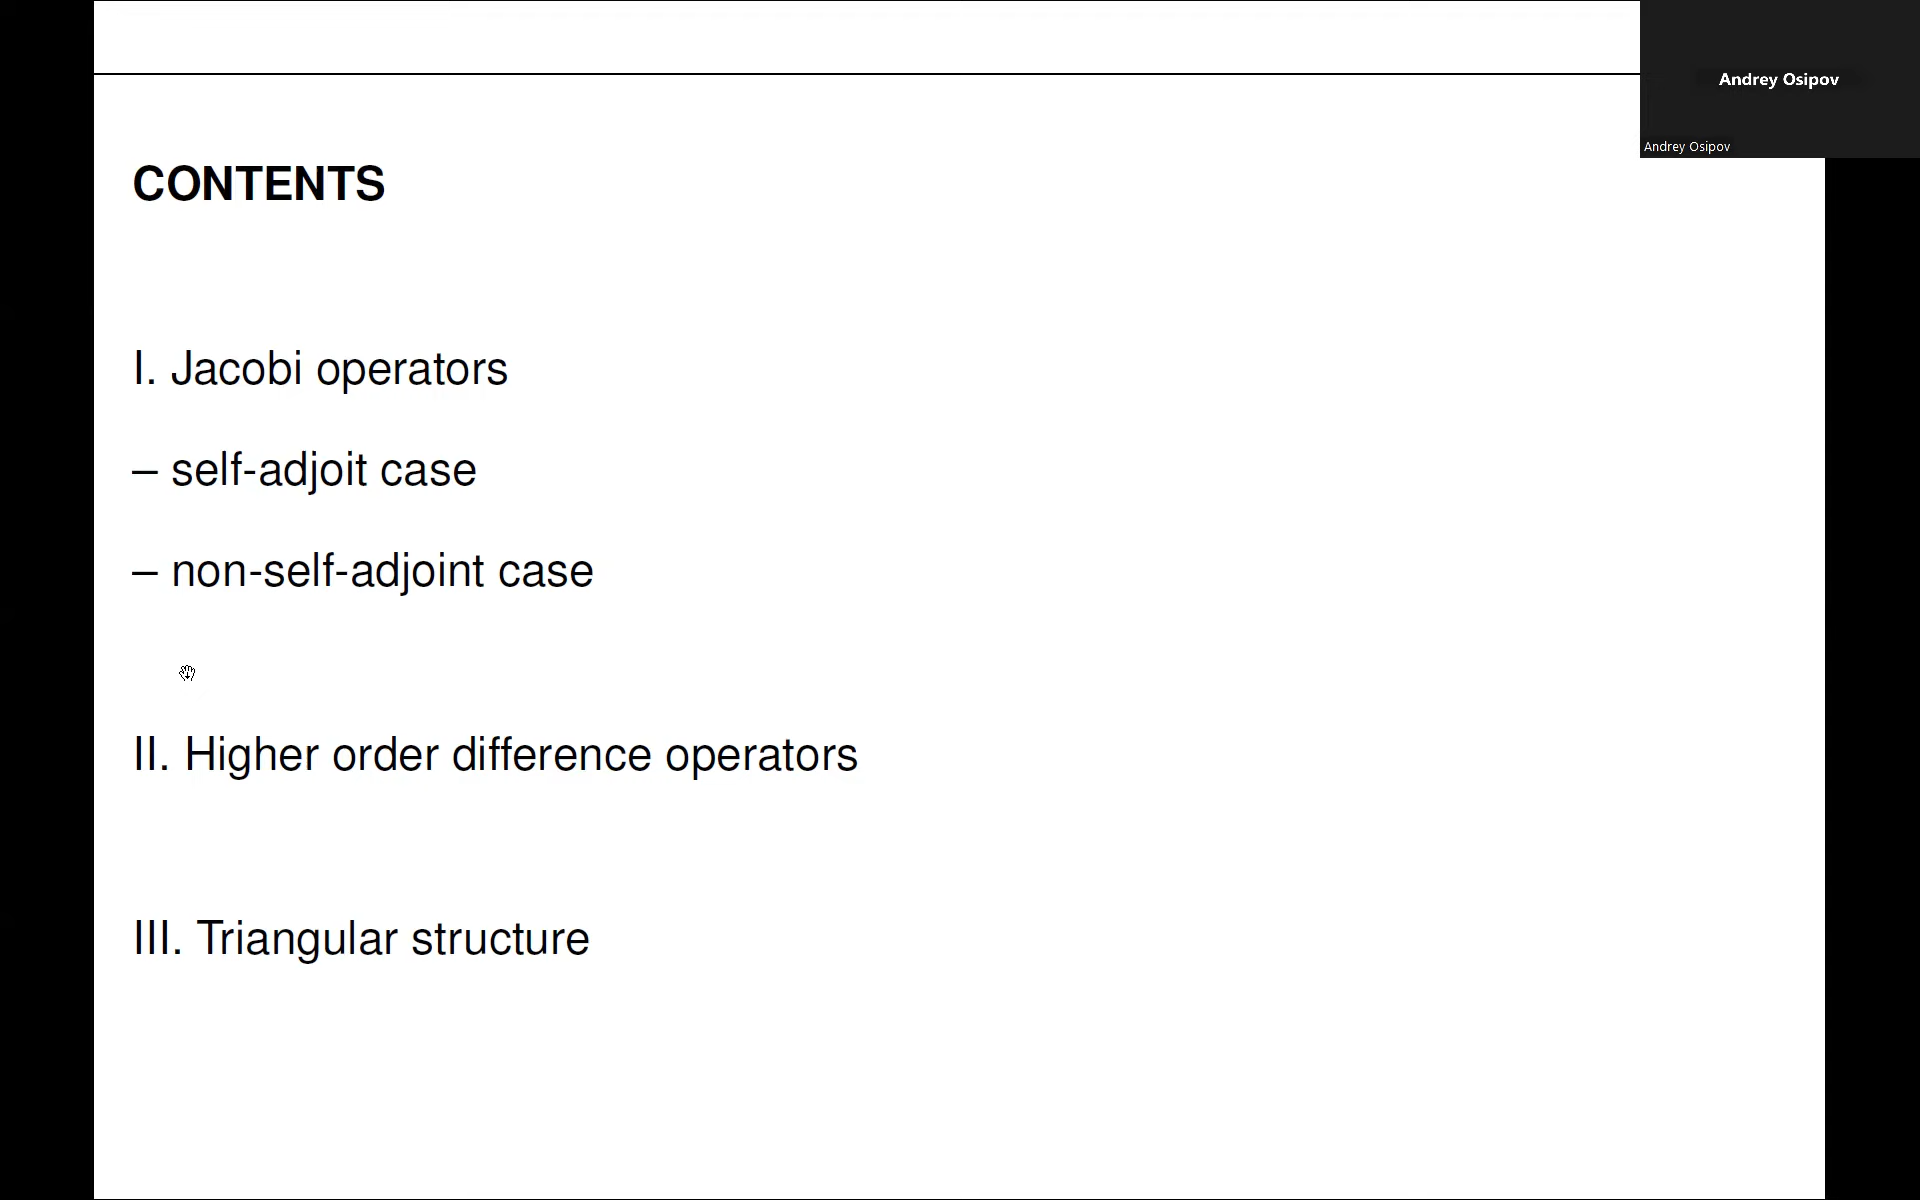 Andrey Osipov
Andrey Osipov
CONTENTS
I. Jacobi operators
– self-adjoit case
– non-self-adjoint case
II. Higher order difference operators
III. Triangular structure